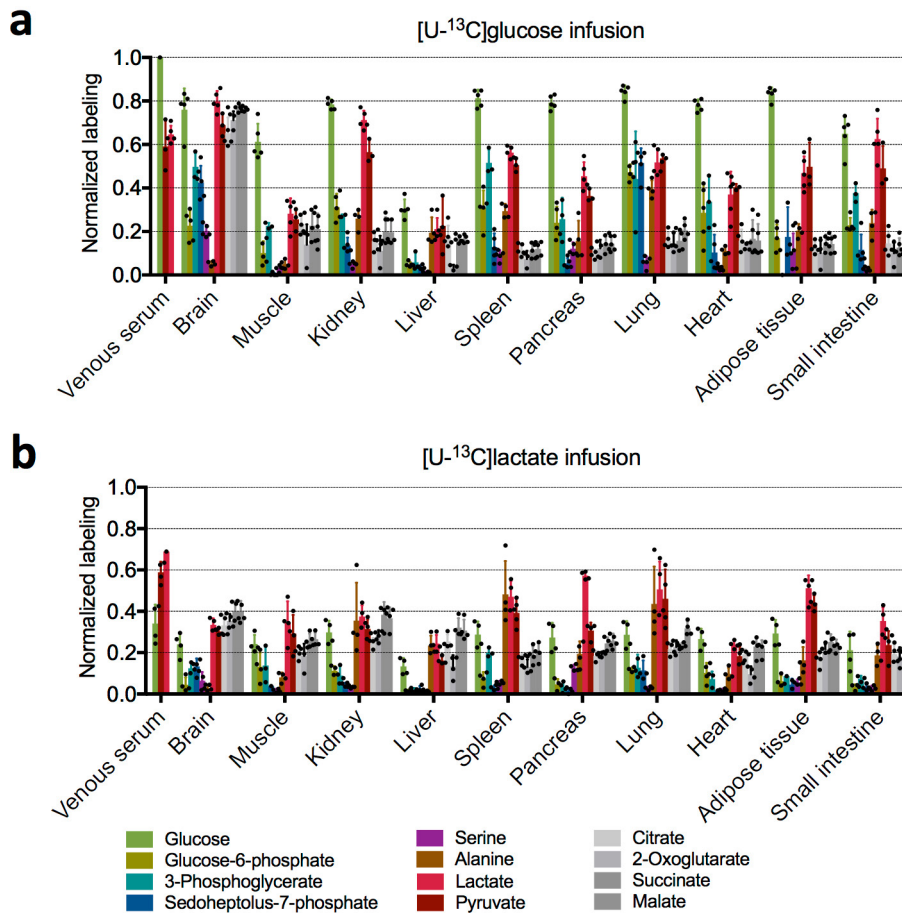 a
[U-¹³C]glucose infusion
Normalized labeling
1.0
0.8
0.6
0.4
0.2
0.0
Venous serum
Brain
Muscle
Kidney
Liver
Spleen
Pancreas
Lung
Heart
Adipose tissue
Small intestine
b
[U-¹³C]lactate infusion
Normalized labeling
1.0
0.8
0.6
0.4
0.2
0.0
Venous serum
Brain
Muscle
Kidney
Liver
Spleen
Pancreas
Lung
Heart
Adipose tissue
Small intestine
Glucose
Glucose-6-phosphate
3-Phosphoglycerate
Sedoheptolus-7-phosphate
Serine
Alanine
Lactate
Pyruvate
Citrate
2-Oxoglutarate
Succinate
Malate